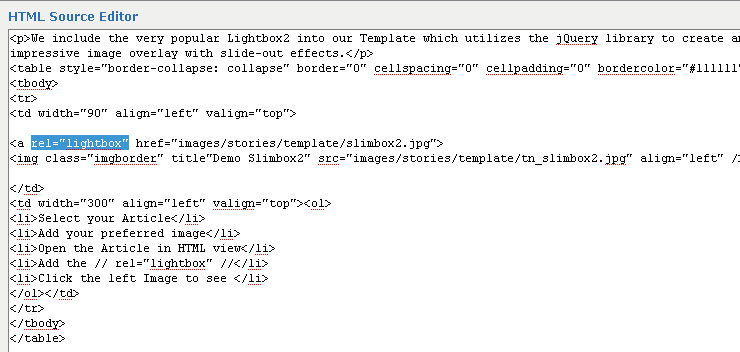 HTML Source Editor
<p>We include the very popular Lightbox2 into our Template which utilizes the jQuery library to create an
impressive image overlay with slide-out effects.</p>
<table style="border-collapse: collapse" border="0" cellspacing="0" cellpadding="0" bordercolor="#111111"
<tbody>
<tr>
<td width="90" align="left" valign="top">
<a rel="lightbox" href="images/stories/template/slimbox2.jpg">
<img class="imgborder" title"Demo Slimbox2" src="images/stories/template/tn_slimbox2.jpg" align="left" /
</td>
<td width="300" align="left" valign="top"><ol>
<li>Select your Article</li>
<li>Add your preferred image</li>
<li>Open the Article in HTML view</li>
<li>Add the // rel="lightbox" //</li>
<li>Click the left Image to see </li>
</ol></td>
</tr>
</tbody>
</table>